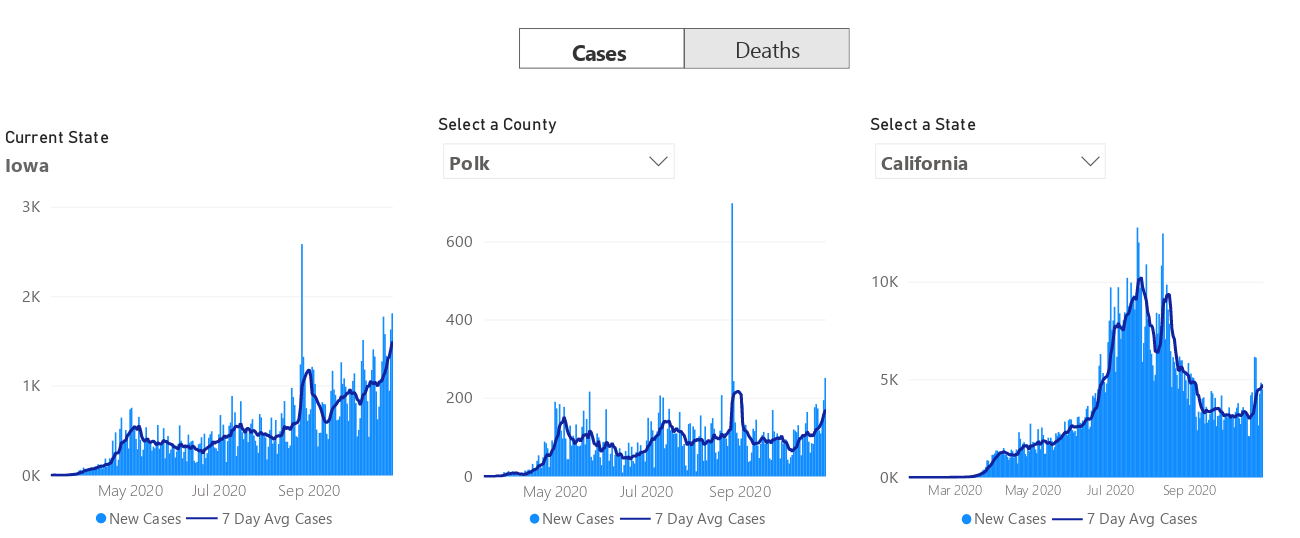 Cases Deaths
Current State
Iowa
3K
2K
1K
0K
May 2020 Jul 2020 Sep 2020
New Cases 7 Day Avg Cases
Select a County
Polk
600
400
200
0
May 2020 Jul 2020 Sep 2020
New Cases 7 Day Avg Cases
Select a State
California
10K
5K
0K
Mar 2020 May 2020 Jul 2020 Sep 2020
New Cases 7 Day Avg Cases